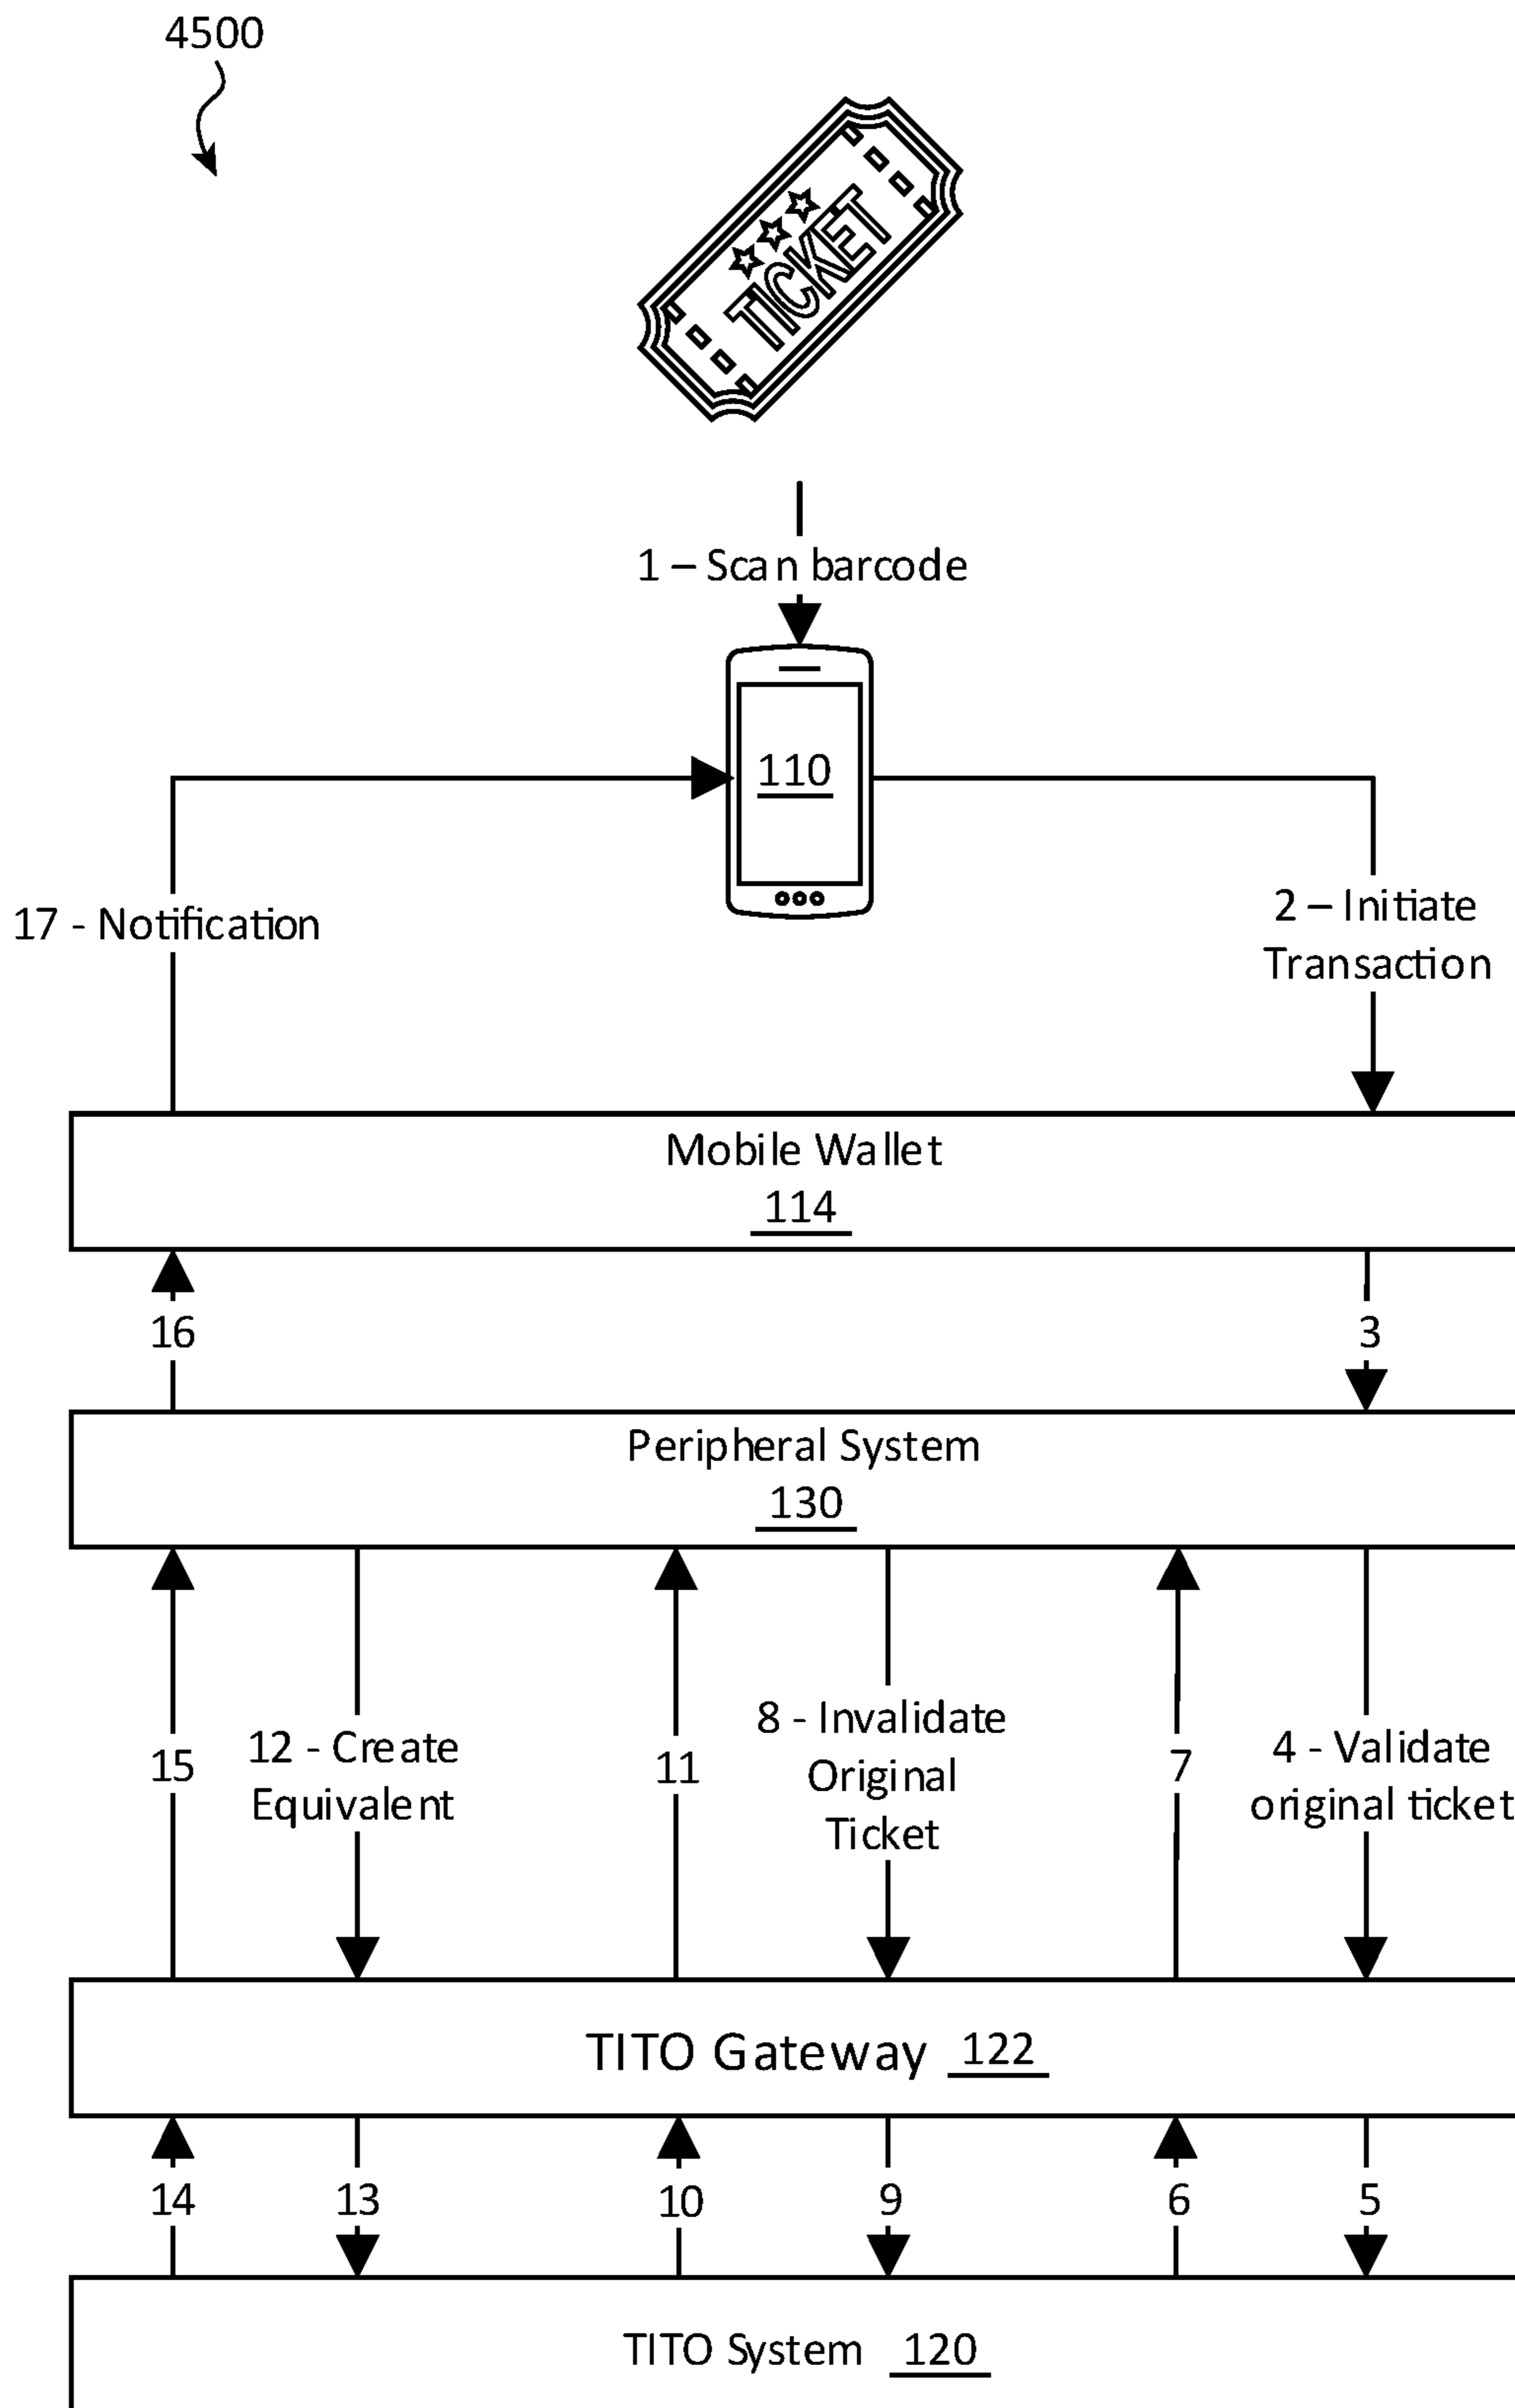 4500
TICKET
1 – Scan barcode
110
17 - Notification
2 – Initiate
Transaction
Mobile Wallet
114
16
3
Peripheral System
130
15
12 - Create
Equivalent
11
8 - Invalidate
Original
Ticket
7
4 - Validate
original ticket
TITO Gateway 122
14
13
10
9
6
5
TITO System 120